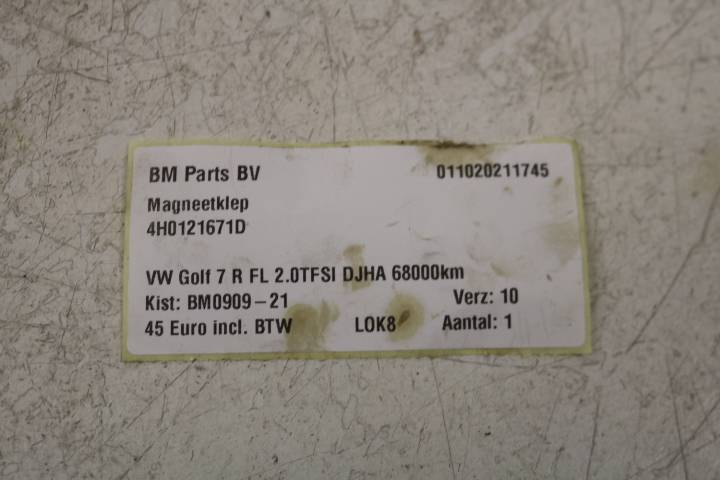 BM Parts BV 011020211745
Magneetklep
4H0121671D
VW Golf 7 R FL 2.0TFSI DJHA 68000km
Kist: BM0909-21 Verz: 10
45 Euro incl. BTW LOK8 Aantal: 1